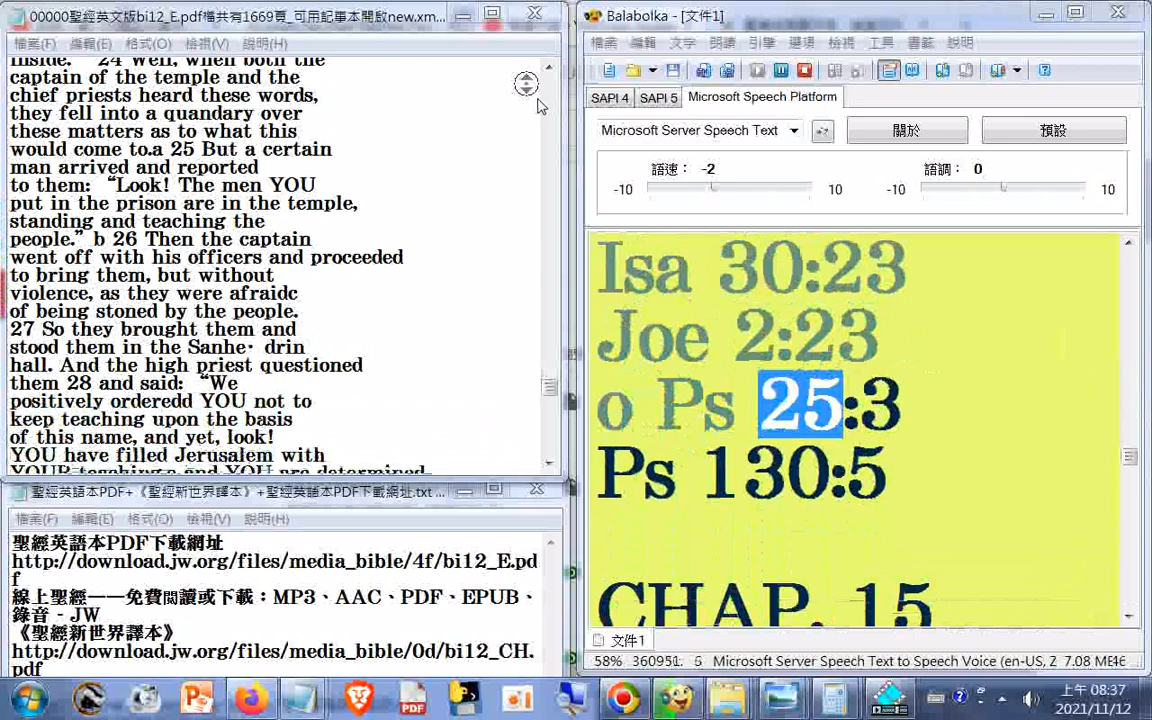 00000聖經英文版bi12_E.pdf檔共有1669頁_可用記事本開啟new.xm...
檔案(F) 編輯(E) 格式(O) 檢視(V) 說明(H)
inside." 24 Well, when both the
captain of the temple and the
chief priests heard these words,
they fell into a quandary over
these matters as to what this
would come to.a 25 But a certain
man arrived and reported
to them: “Look! The men YOU
put in the prison are in the temple,
standing and teaching the
people.” b 26 Then the captain
went off with his officers and proceeded
to bring them, but without
violence, as they were afraidc
of being stoned by the people.
27 So they brought them and
stood them in the Sanhe· drin
hall. And the high priest questioned
them 28 and said: “We
positively orderedd YOU not to
keep teaching upon the basis
of this name, and yet, look!
YOU have filled Jerusalem with
YOUR teaching,e and YOU are determined
聖經英語本PDF+《聖經新世界譯本》+聖經英語本PDF下載網址.txt ...
檔案(F) 編輯(E) 格式(O) 檢視(V) 說明(H)
聖經英語本PDF下載網址
http://download.jw.org/files/media_bible/4f/bi12_E.pd
f
線上聖經——免費閱讀或下載：MP3、AAC、PDF、EPUB、
錄音 - JW
《聖經新世界譯本》
http://download.jw.org/files/media_bible/0d/bi12_CH.
pdf
Balabolka - [文件1]
檔案 編輯 文字 朗讀 引擎 選項 檢視 工具 書籤 說明
SAPI 4 SAPI 5 Microsoft Speech Platform
Microsoft Server Speech Text 關於 預設
語速： -2 語調： 0
-10 10 -10 10
Isa 30:23
Joe 2:23
o Ps 25:3
Ps 130:5
CHAP. 15
文件1
58% 360951. 6 Microsoft Server Speech Text to Speech Voice (en-US, 2 7.08 ME46
上午 08:37
2021/11/12